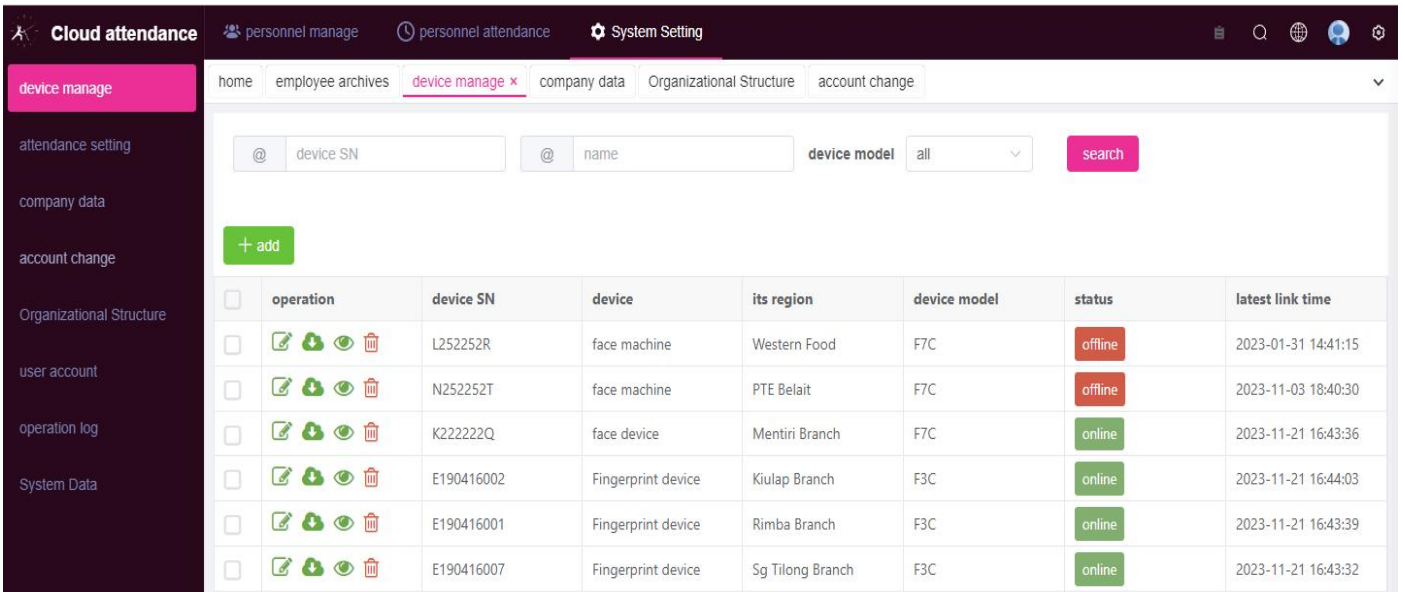 Cloud attendance personnel manage personnel attendance System Setting
device manage home employee archives device manage × company data Organizational Structure account change
attendance setting @ device SN @ name device model all search
company data
+ add
account change
operation device SN device its region device model status latest link time
Organizational Structure
L252252R face machine Western Food F7C offline 2023-01-31 14:41:15
user account
N252252T face machine PTE Belait F7C offline 2023-11-03 18:40:30
operation log
K222222Q face device Mentiri Branch F7C online 2023-11-21 16:43:36
System Data
E190416002 Fingerprint device Kiulap Branch F3C online 2023-11-21 16:44:03
E190416001 Fingerprint device Rimba Branch F3C online 2023-11-21 16:43:39
E190416007 Fingerprint device Sg Tilong Branch F3C online 2023-11-21 16:43:32